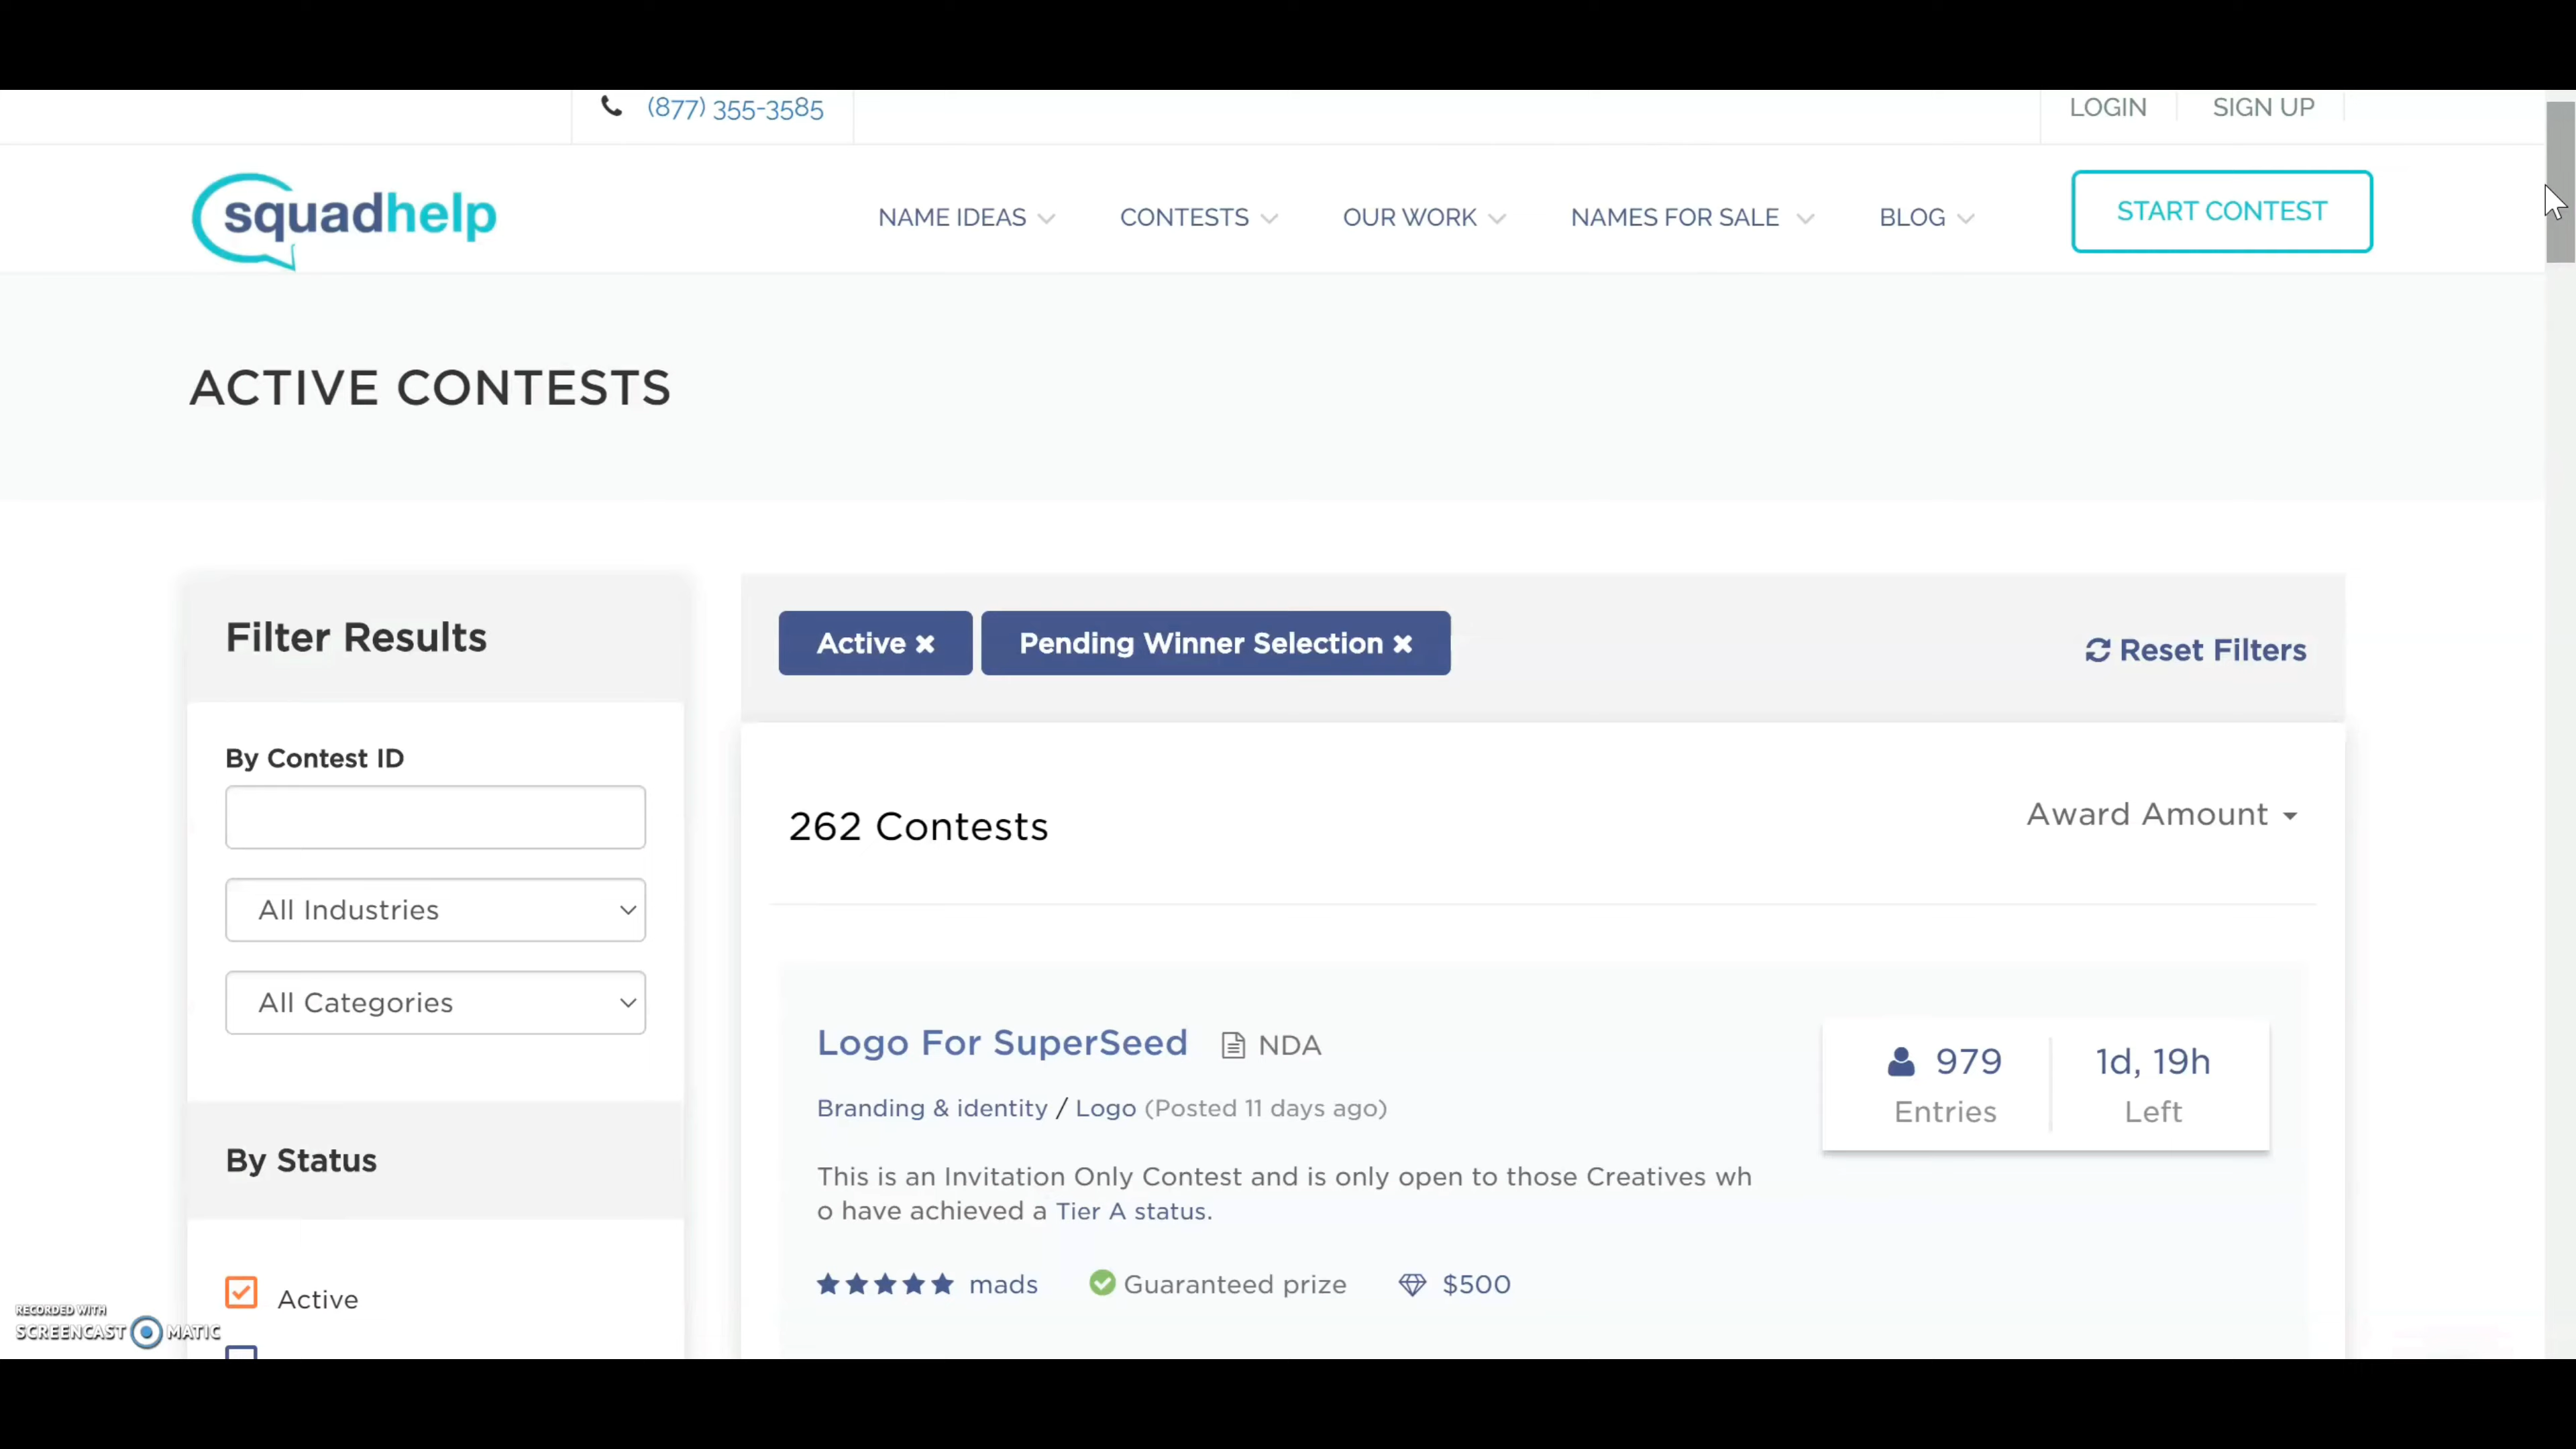 (877) 355-3585
LOGIN SIGN UP
squadhelp
NAME IDEAS CONTESTS OUR WORK NAMES FOR SALE BLOG START CONTEST
ACTIVE CONTESTS
Filter Results
By Contest ID
All Industries
All Categories
By Status
Active
Active Pending Winner Selection Reset Filters
262 Contests Award Amount
Logo For SuperSeed NDA
Branding & identity / Logo (Posted 11 days ago)
This is an Invitation Only Contest and is only open to those Creatives wh
o have achieved a Tier A status.
mads Guaranteed prize $500
979 1d, 19h
Entries Left
RECORDED WITH
SCREENCAST MATIC